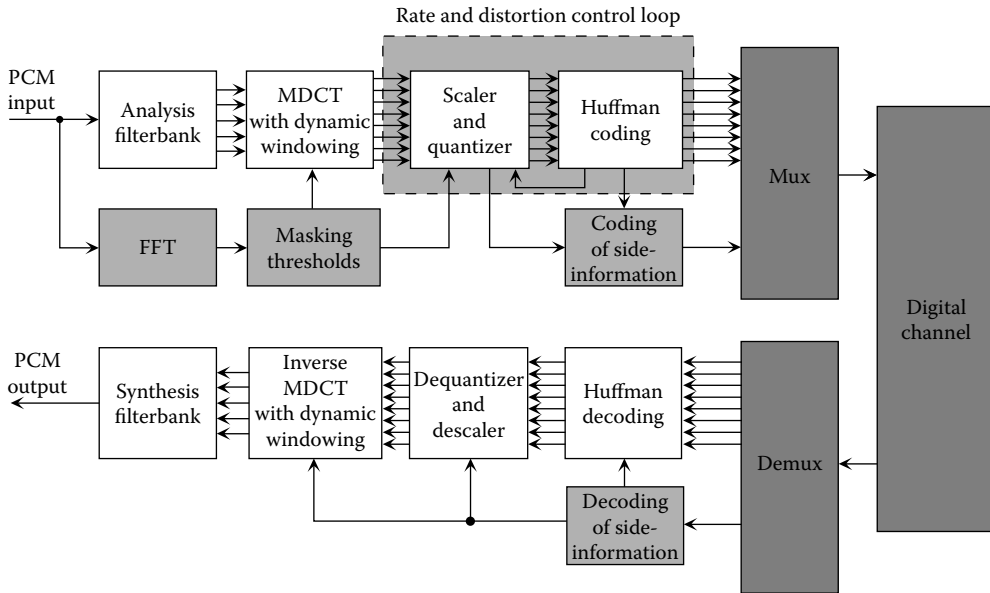 Rate and distortion control loop
PCM
input
Analysis
filterbank
MDCT
with dynamic
windowing
Scaler
and
quantizer
Huffman
coding
Mux
FFT
Masking
thresholds
Coding
of side-
information
Digital
channel
PCM
output
Synthesis
filterbank
Inverse
MDCT
with dynamic
windowing
Dequantizer
and
descaler
Huffman
decoding
Demux
Decoding
of side-
information